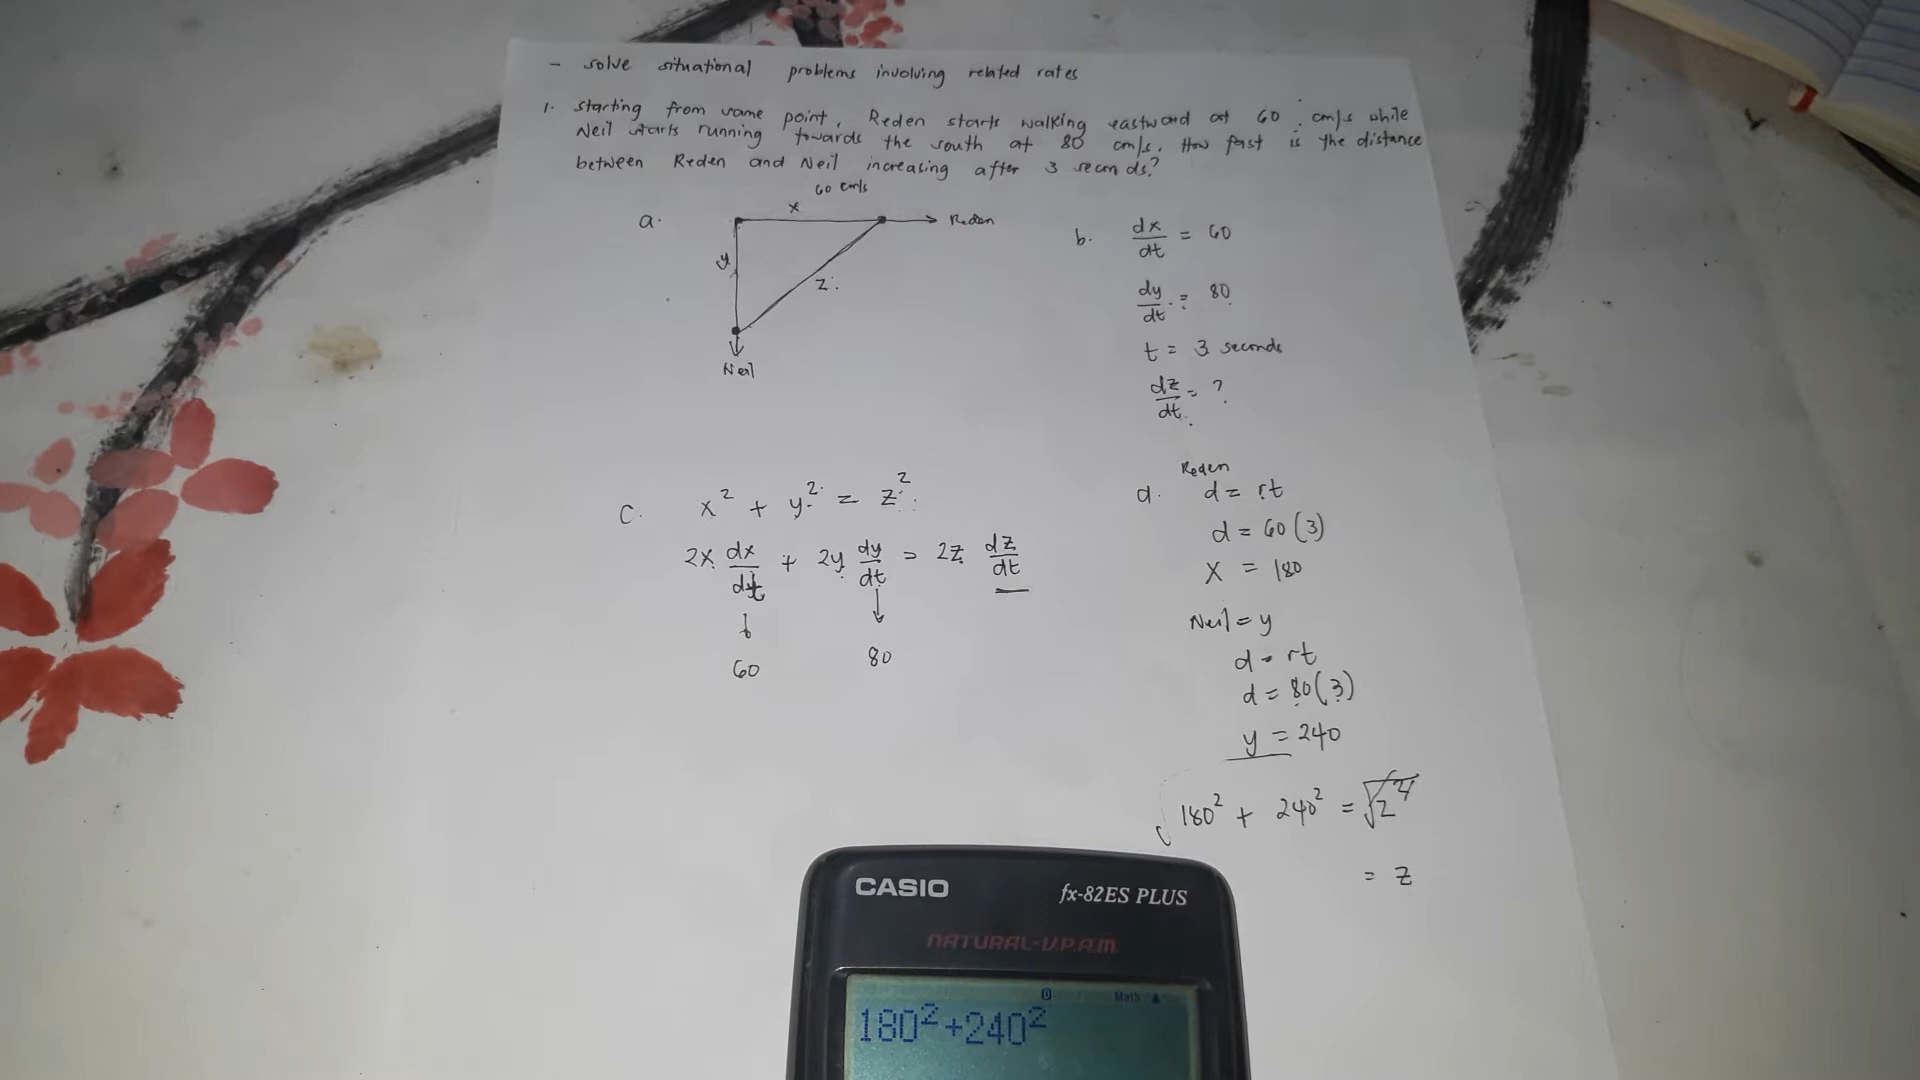 - solve situational problems involving related rates
1. Starting from same point, Reden starts walking eastward at 60 cm/s while
Neil starts running towards the south at 80 cm/s. How fast is the distance
between Reden and Neil increasing after 3 seconds?
60 cm/s
a. x Reden
y
z
Neil
b. dx/dt = 60
dy/dt = 80
t = 3 seconds
dz/dt = ?
c. x² + y² = z²
2x dx/dt + 2y dy/dt = 2z dz/dt
60 80
Reden
d. d = rt
d = 60(3)
x = 180
Neil = y
d = rt
d = 80(3)
y = 240
180² + 240² = √z²
= z
CASIO fx-82ES PLUS
NATURAL-V.P.A.M.
D Math ▲
180²+240²